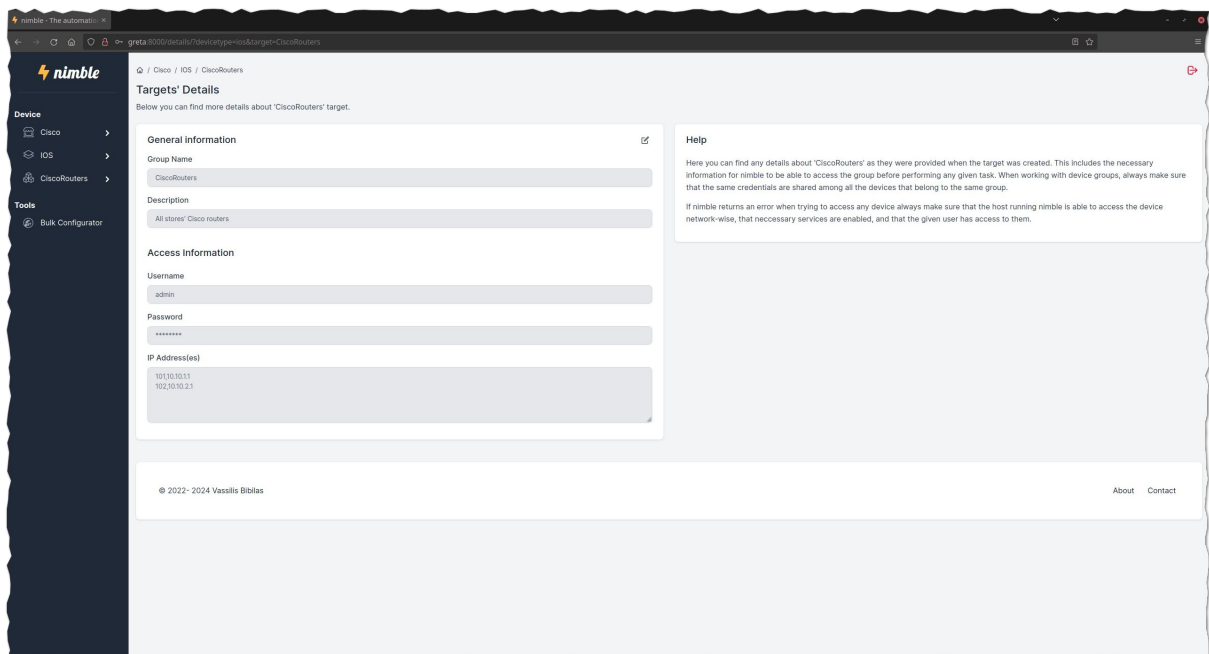 nimble - The automatio
greta:8000/details/?devicetype=ios&target=CiscoRouters
nimble
Device
Cisco
IOS
CiscoRouters
Tools
Bulk Configurator
/ Cisco / IOS / CiscoRouters
Targets' Details
Below you can find more details about 'CiscoRouters' target.
General information
Group Name
CiscoRouters
Description
All stores' Cisco routers
Access Information
Username
admin
Password
********
IP Address(es)
101,10.10.1.1
102,10.10.2.1
Help
Here you can find any details about 'CiscoRouters' as they were provided when the target was created. This includes the necessary
information for nimble to be able to access the group before performing any given task. When working with device groups, always make sure
that the same credentials are shared among all the devices that belong to the same group.
If nimble returns an error when trying to access any device always make sure that the host running nimble is able to access the device
network-wise, that neccessary services are enabled, and that the given user has access to them.
© 2022- 2024 Vassilis Bibilas
About Contact